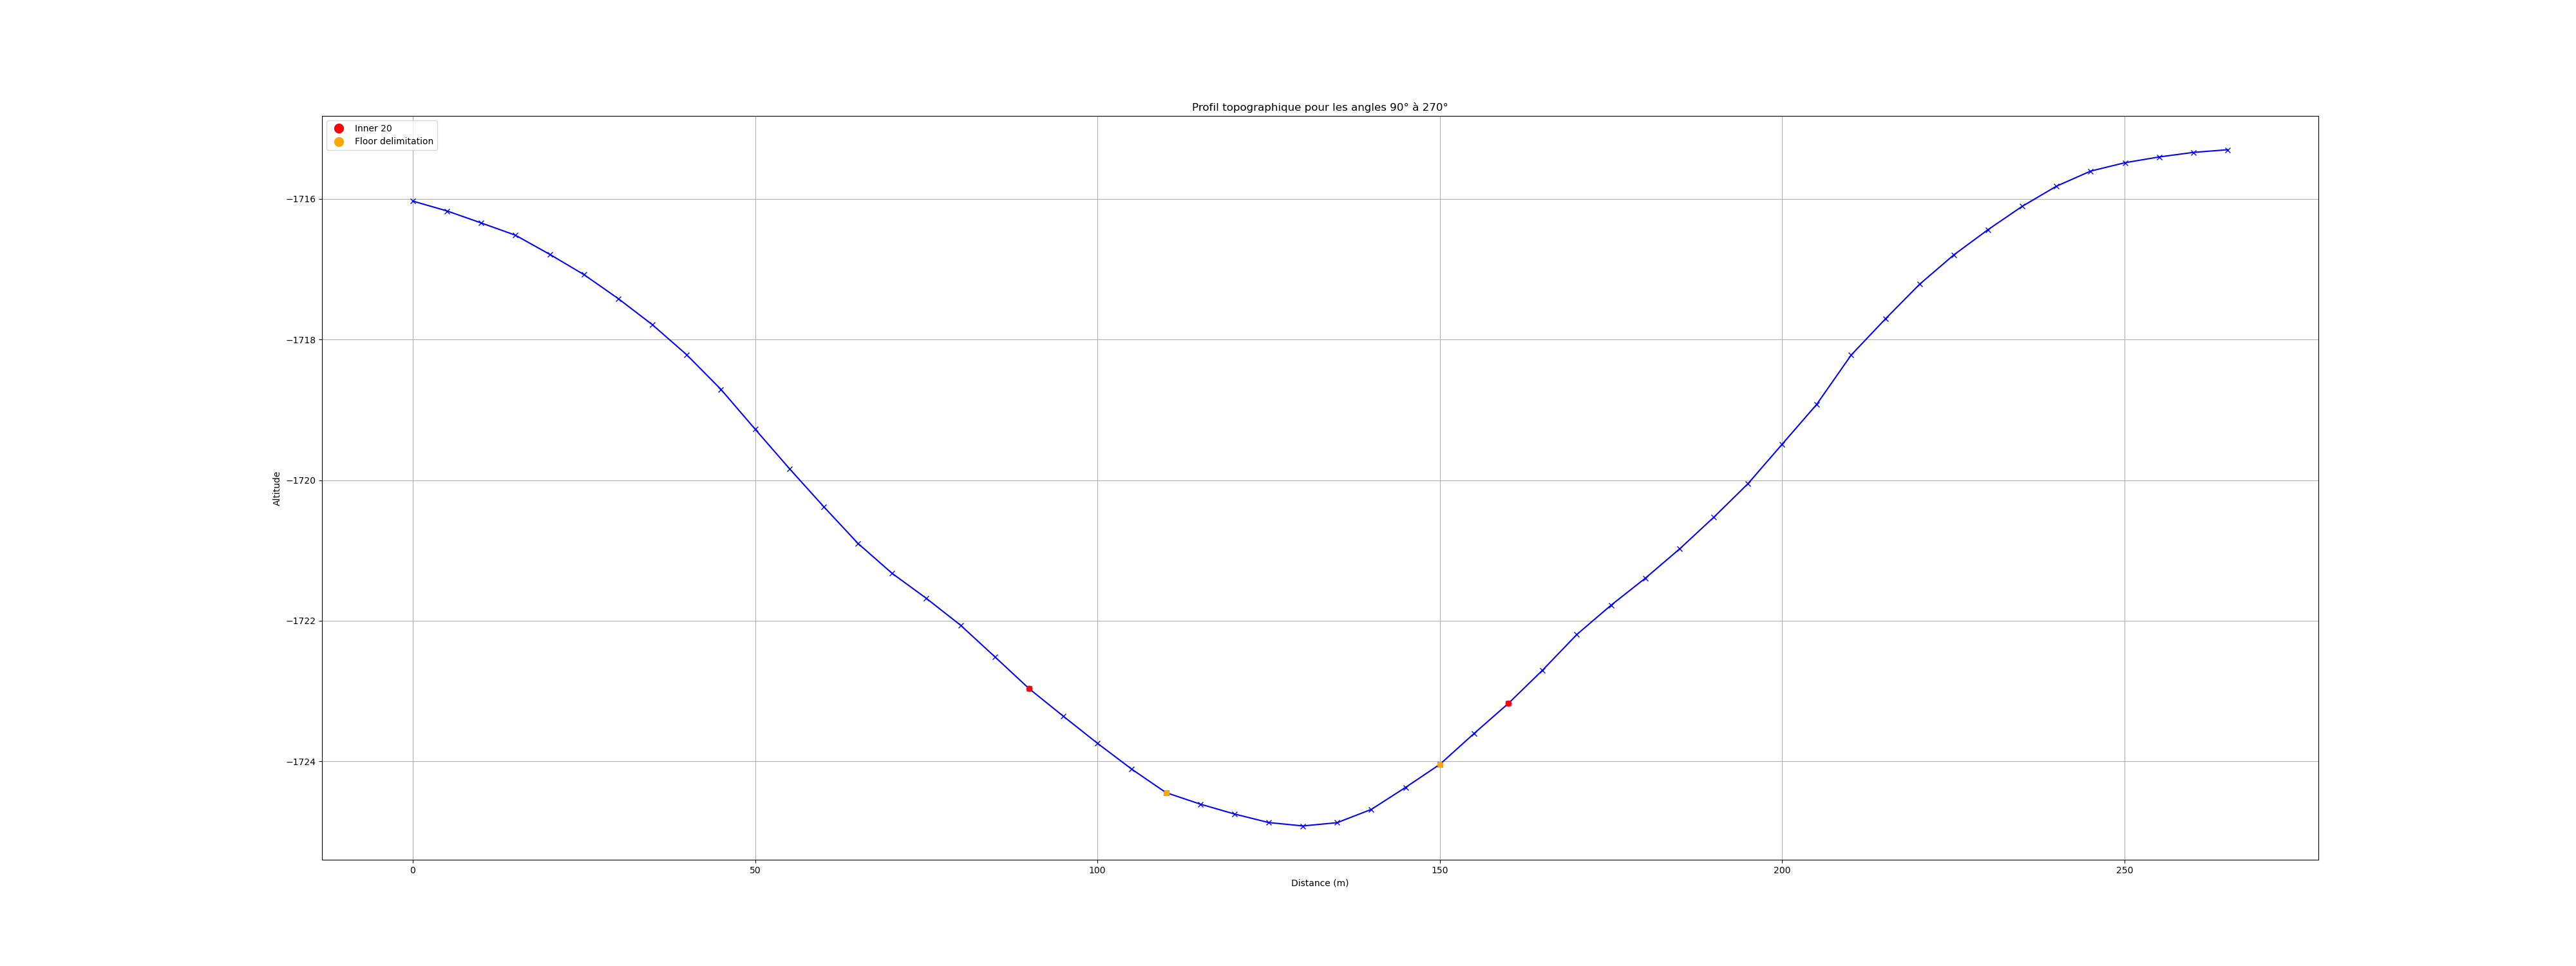 Profil topographique pour les angles 90° à 270°
Inner 20
Floor delimitation
−1716
−1718
−1720
−1722
−1724
Altitude
0
50
100
150
200
250
Distance (m)